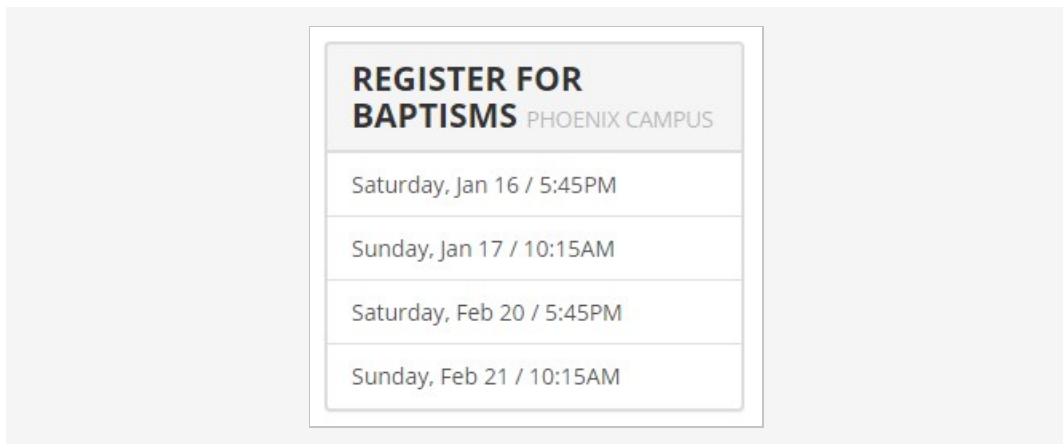 REGISTER FOR
BAPTISMS PHOENIX CAMPUS
Saturday, Jan 16 / 5:45PM
Sunday, Jan 17 / 10:15AM
Saturday, Feb 20 / 5:45PM
Sunday, Feb 21 / 10:15AM